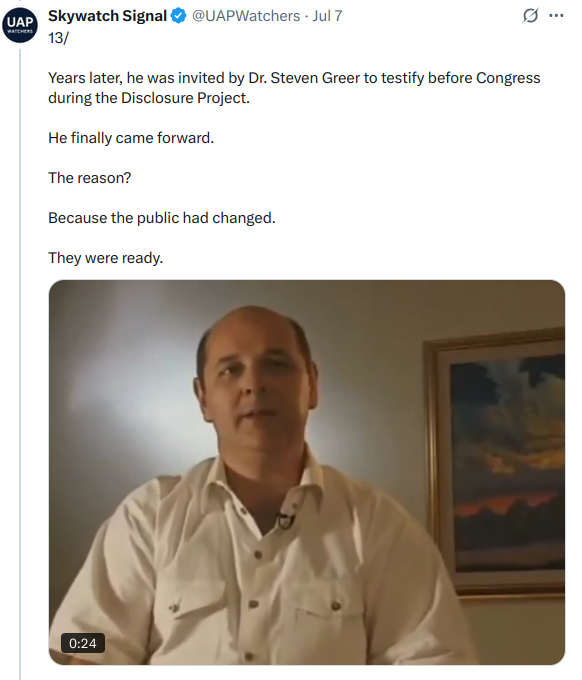 UAP
WATCHERS
Skywatch Signal @UAPWatchers · Jul 7
13/
Years later, he was invited by Dr. Steven Greer to testify before Congress
during the Disclosure Project.
He finally came forward.
The reason?
Because the public had changed.
They were ready.
0:24